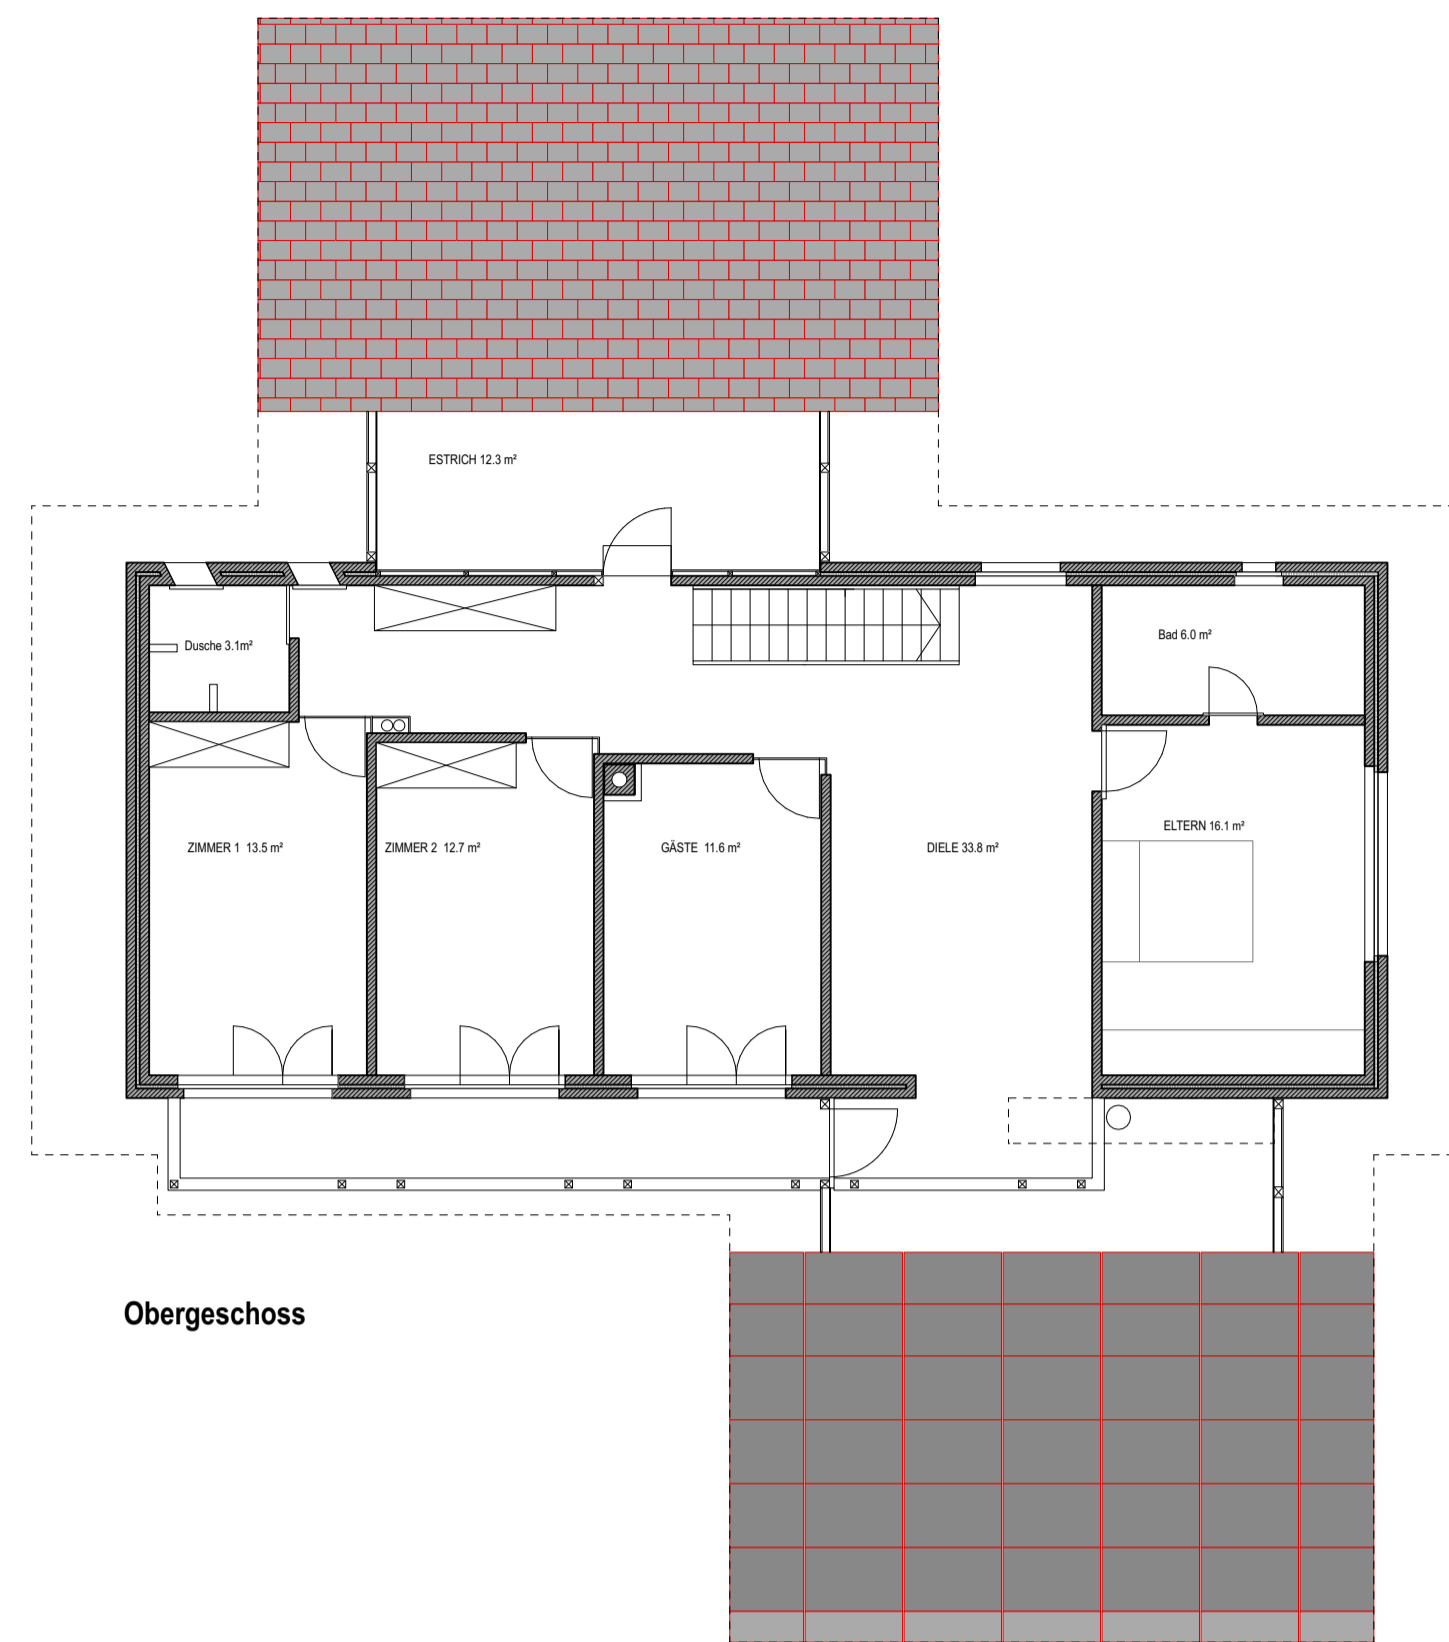 ESTRICH 12.3 m²
Dusche 3.1m²
Bad 6.0 m²
ELTERN 16.1 m²
ZIMMER 1 13.5 m²
ZIMMER 2 12.7 m²
GÄSTE 11.6 m²
DIELE 33.8 m²
Obergeschoss